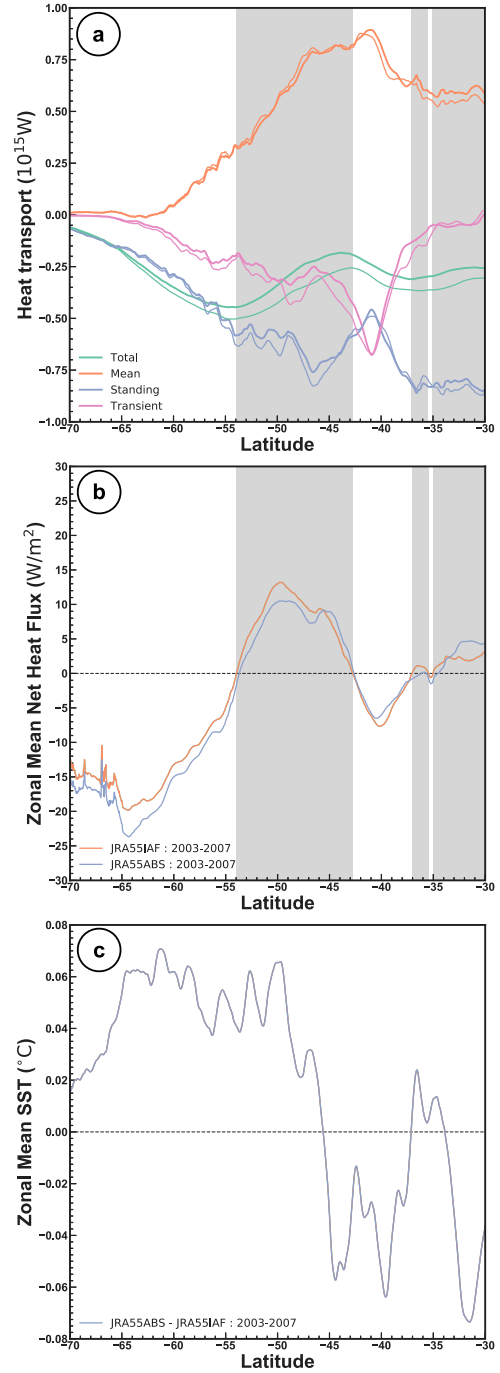 a
Heat transport (10¹⁵W)
1.00
0.75
0.50
0.25
0.00
−0.25
−0.50
−0.75
−1.00
Total
Mean
Standing
Transient
−70 −65 −60 −55 −50 −45 −40 −35 −30
Latitude
b
Zonal Mean Net Heat Flux (W/m²)
30
25
20
15
10
5
0
−5
−10
−15
−20
−25
−30
JRA55IAF : 2003-2007
JRA55ABS : 2003-2007
−70 −65 −60 −55 −50 −45 −40 −35 −30
Latitude
c
Zonal Mean SST (°C)
0.08
0.06
0.04
0.02
0.00
−0.02
−0.04
−0.06
−0.08
JRA55ABS - JRA55IAF : 2003-2007
−70 −65 −60 −55 −50 −45 −40 −35 −30
Latitude